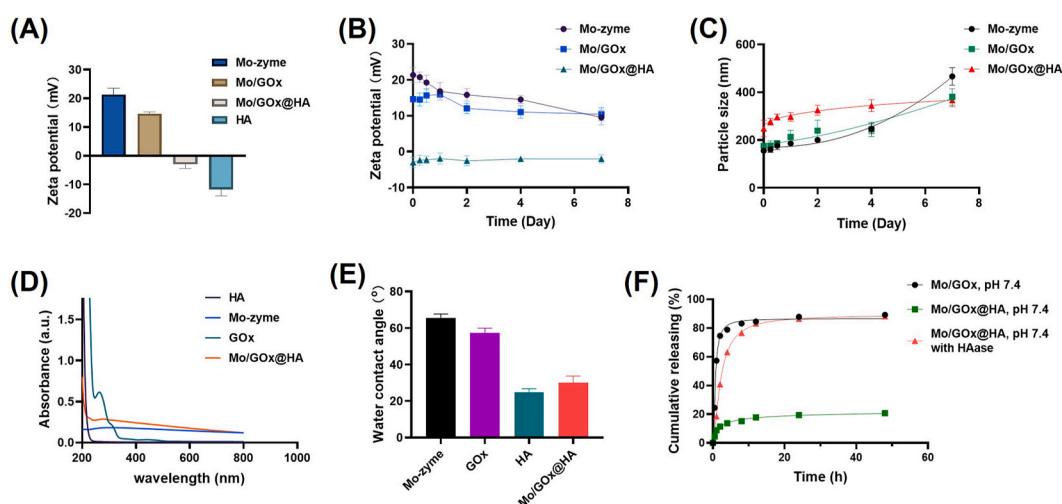 (A)
Zeta potential (mV)
30
20
10
0
-10
-20
Mo-zyme
Mo/GOx
Mo/GOx@HA
HA
(B)
Zeta potential (mV)
30
20
10
0
-10
0 2 4 6 8
Time (Day)
Mo-zyme
Mo/GOx
Mo/GOx@HA
(C)
Particle size (nm)
600
400
200
0
0 2 4 6 8
Time (Day)
Mo-zyme
Mo/GOx
Mo/GOx@HA
(D)
Absorbance (a.u.)
1.5
1.0
0.5
0.0
200 400 600 800 1000
wavelength (nm)
HA
Mo-zyme
GOx
Mo/GOx@HA
(E)
Water contact angle (°)
80
60
40
20
0
Mo-zyme
GOx
HA
Mo/GOx@HA
(F)
Cumulative releasing (%)
100
80
60
40
20
0
0 20 40 60
Time (h)
Mo/GOx, pH 7.4
Mo/GOx@HA, pH 7.4
Mo/GOx@HA, pH 7.4
with HAase